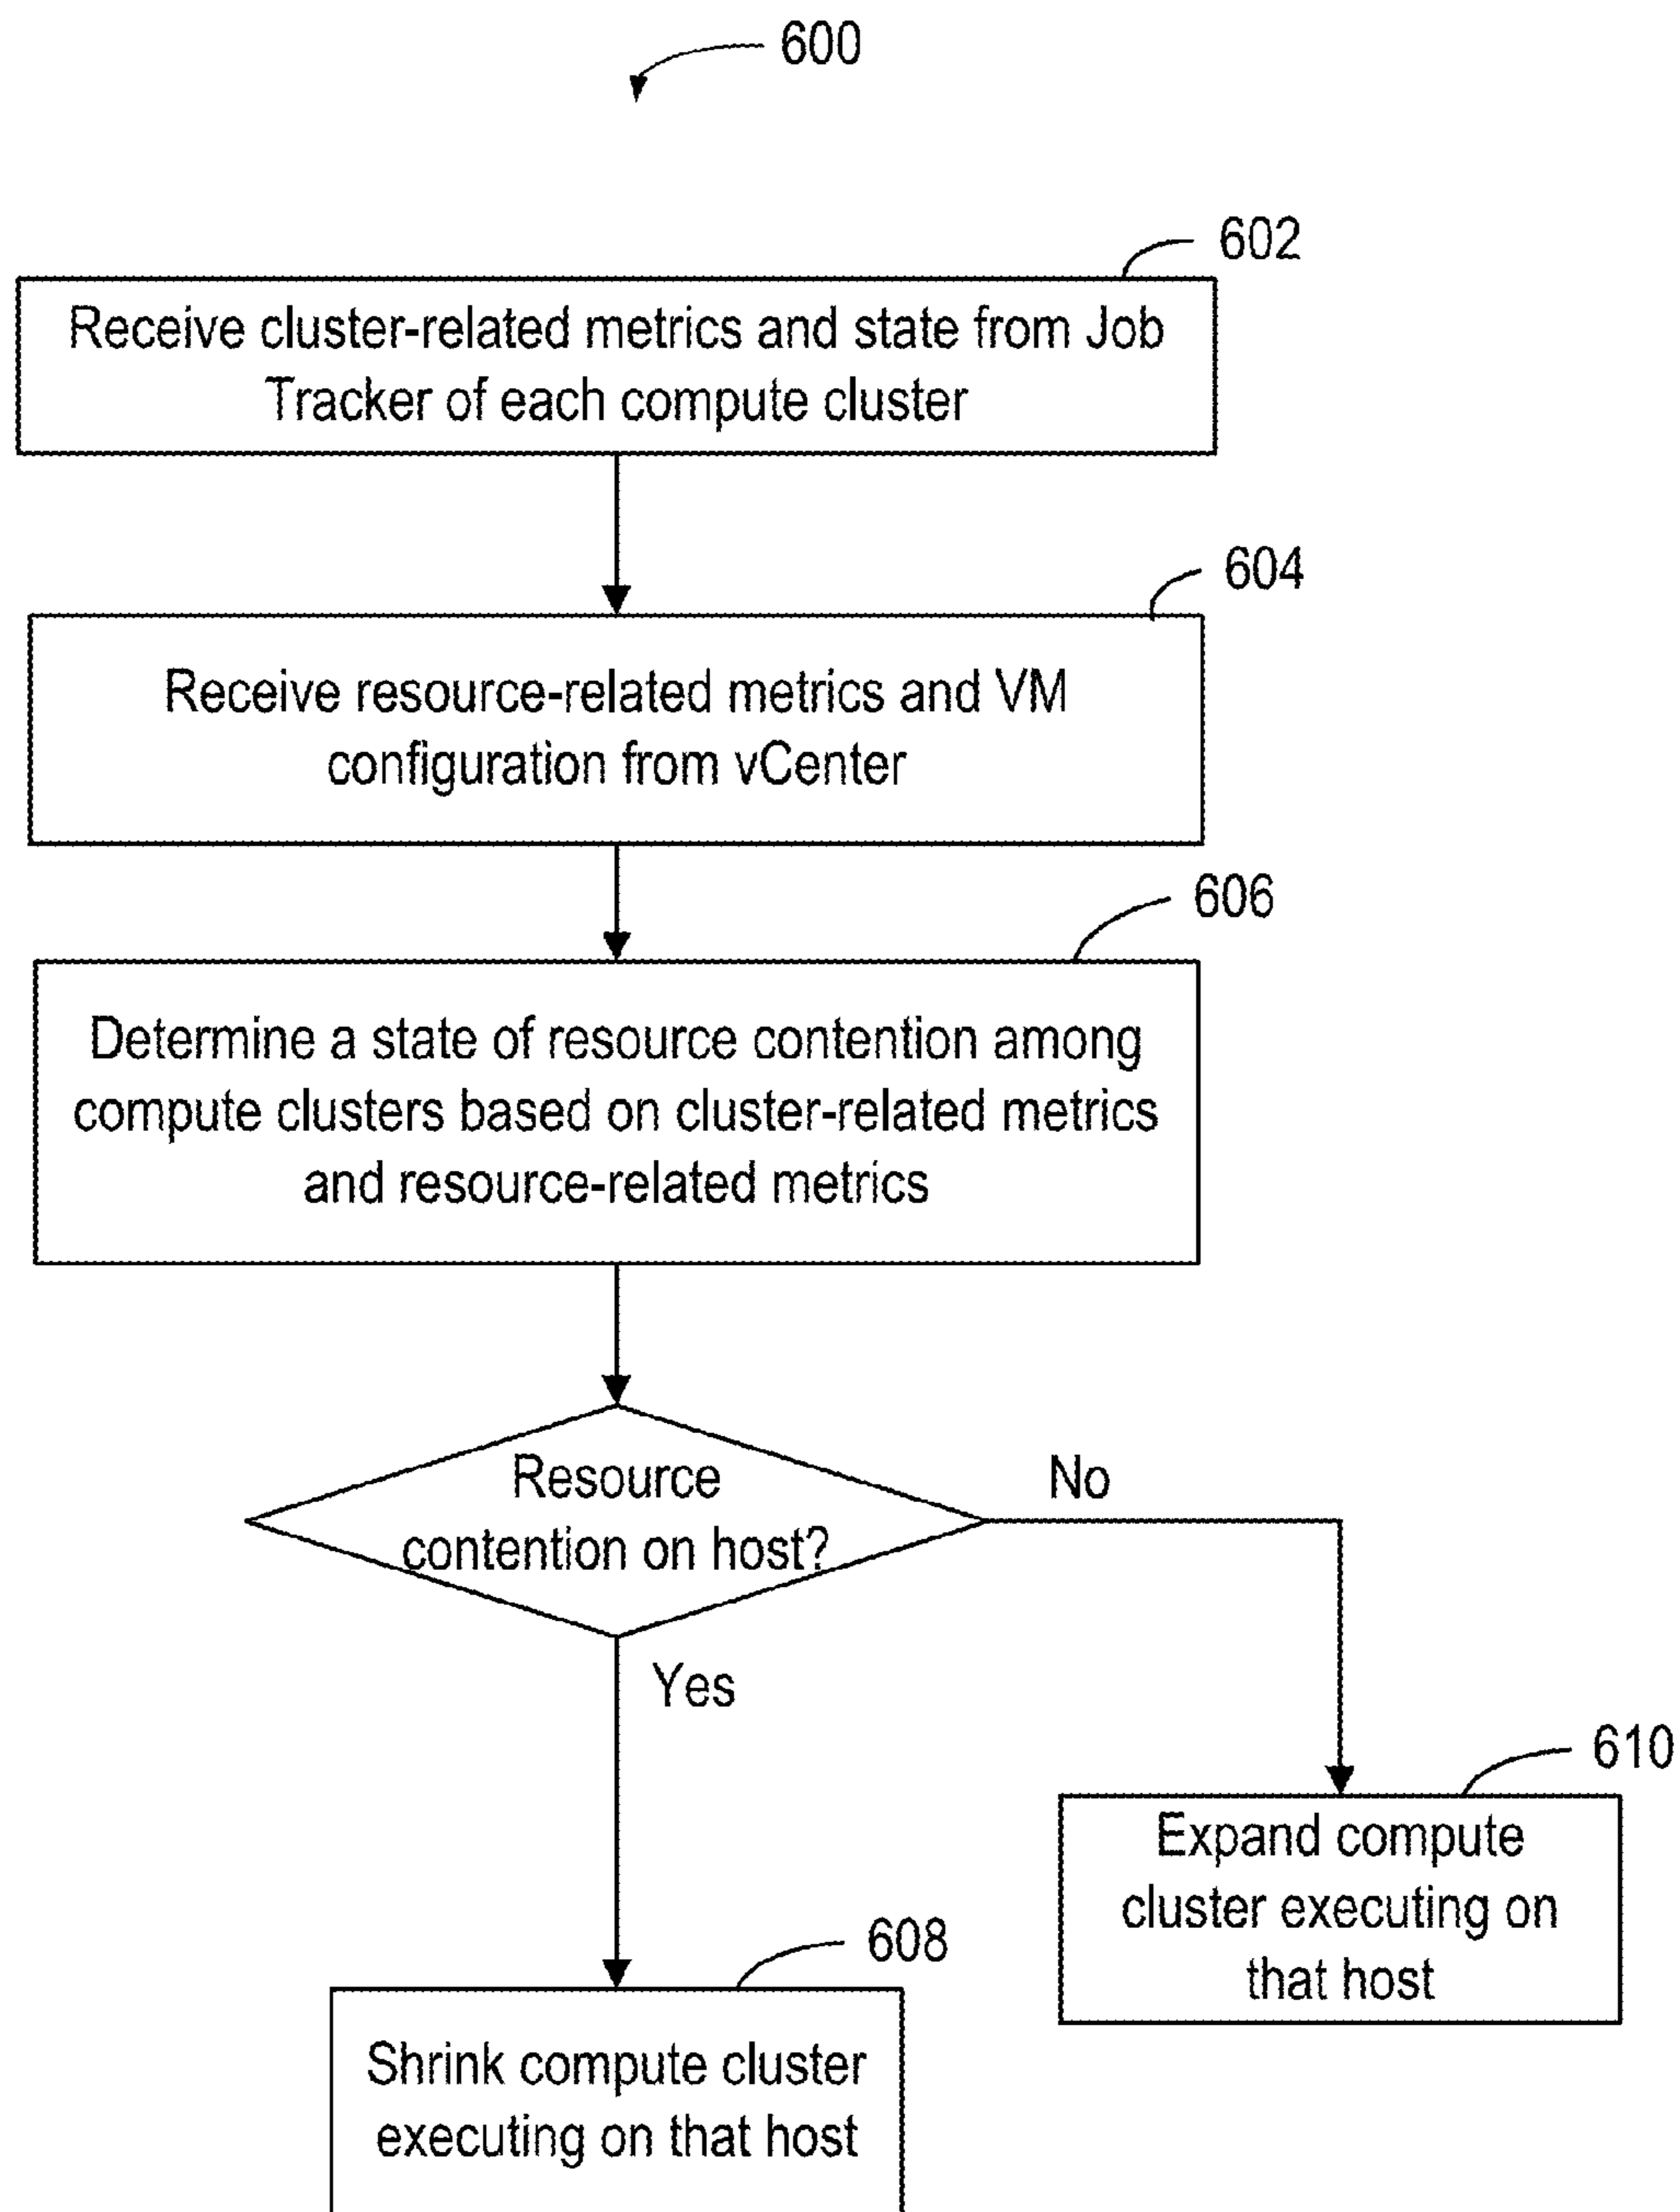 600
602
Receive cluster-related metrics and state from Job
Tracker of each compute cluster
604
Receive resource-related metrics and VM
configuration from vCenter
606
Determine a state of resource contention among
compute clusters based on cluster-related metrics
and resource-related metrics
Resource
contention on host?
No
Yes
610
Expand compute
cluster executing on
that host
608
Shrink compute cluster
executing on that host